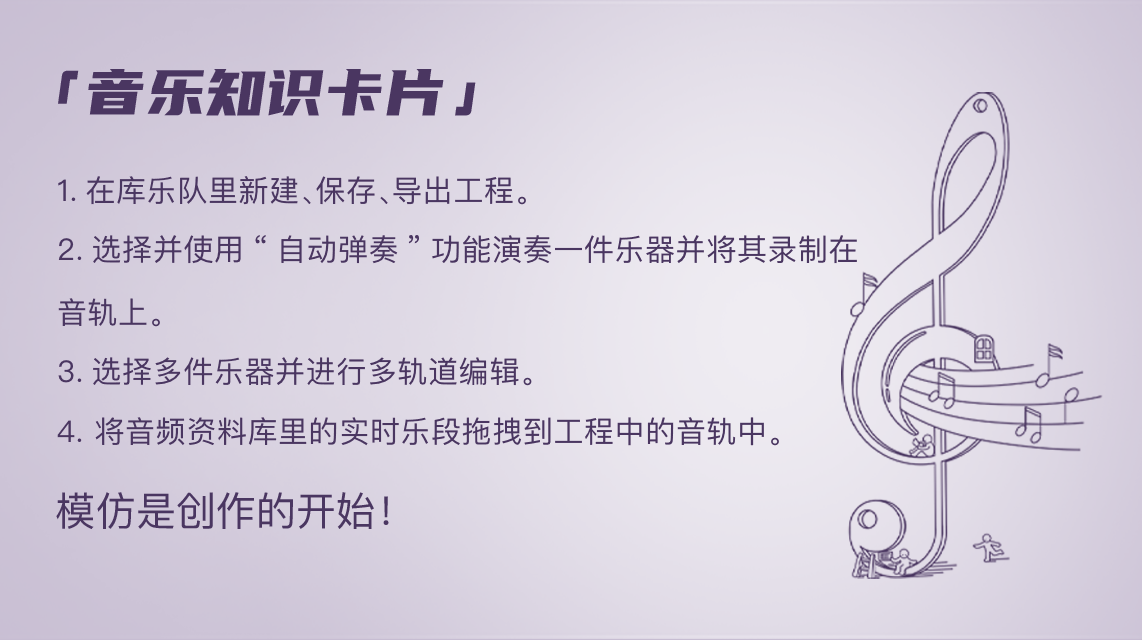 「音乐知识卡片」
1. 在库乐队里新建、保存、导出工程。
2. 选择并使用“自动弹奏”功能演奏一件乐器并将其录制在
音轨上。
3. 选择多件乐器并进行多轨道编辑。
4. 将音频资料库里的实时乐段拖拽到工程中的音轨中。
模仿是创作的开始！